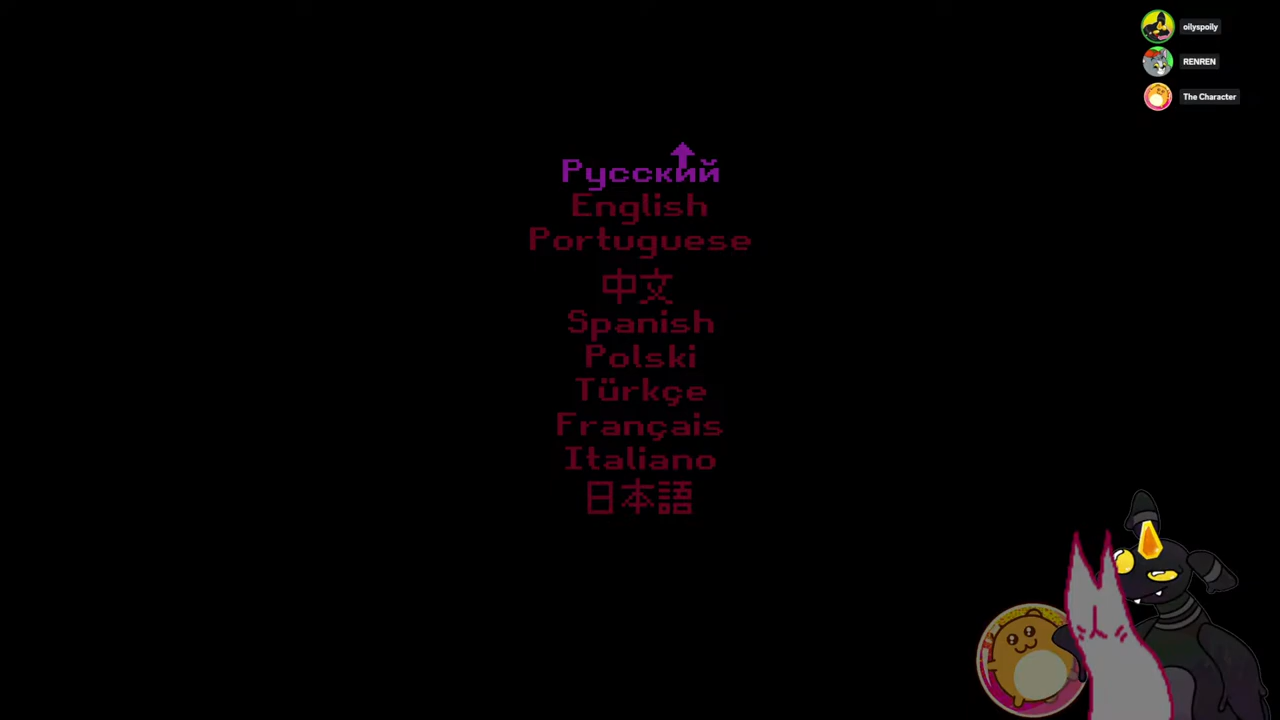 oilyspoily
RENREN
The Character
Русский
English
Portuguese
中文
Spanish
Polski
Türkçe
Français
Italiano
日本語